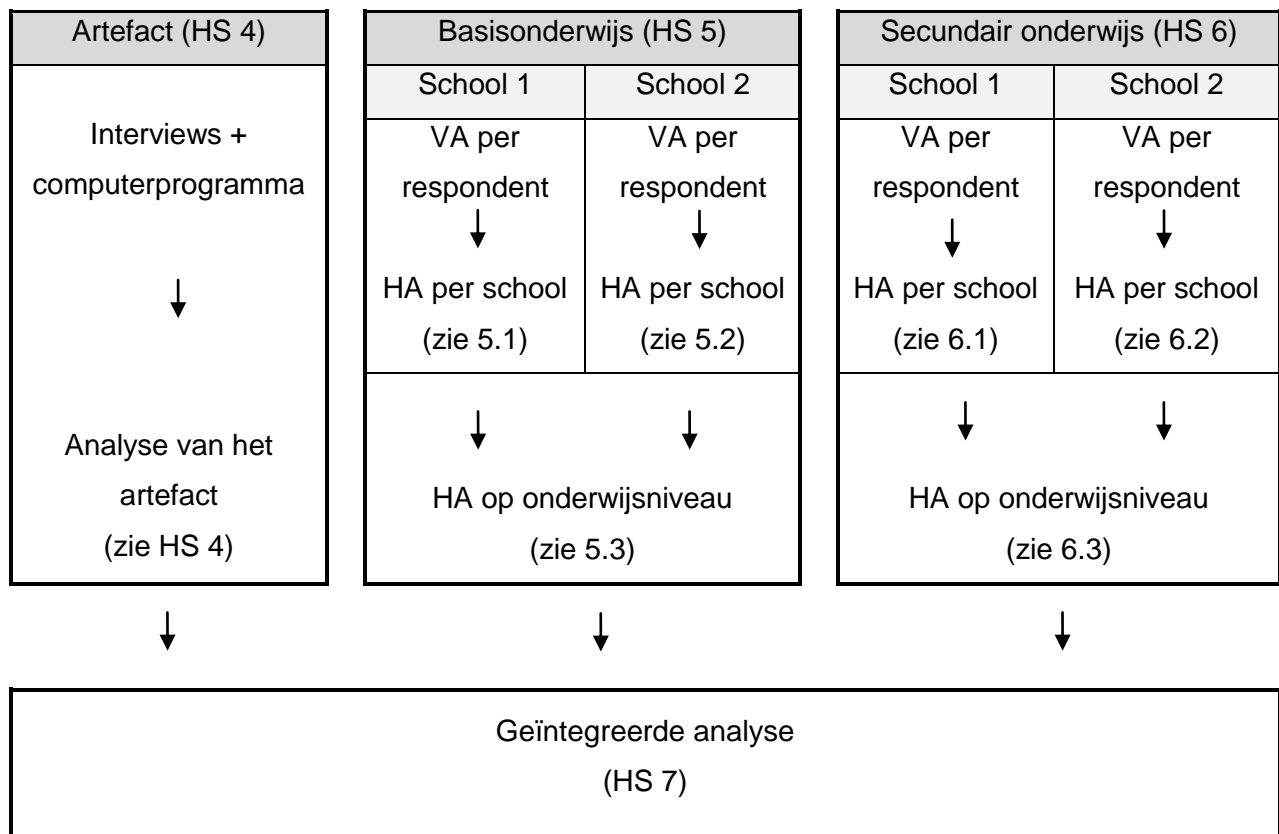 Artefact (HS 4)
Interviews +
computerprogramma
Analyse van het
artefact
(zie HS 4)
Basisonderwijs (HS 5)
School 1
VA per
respondent
HA per school
(zie 5.1)
School 2
VA per
respondent
HA per school
(zie 5.2)
HA op onderwijsniveau
(zie 5.3)
Secundair onderwijs (HS 6)
School 1
VA per
respondent
HA per school
(zie 6.1)
School 2
VA per
respondent
HA per school
(zie 6.2)
HA op onderwijsniveau
(zie 6.3)
Geïntegreerde analyse
(HS 7)